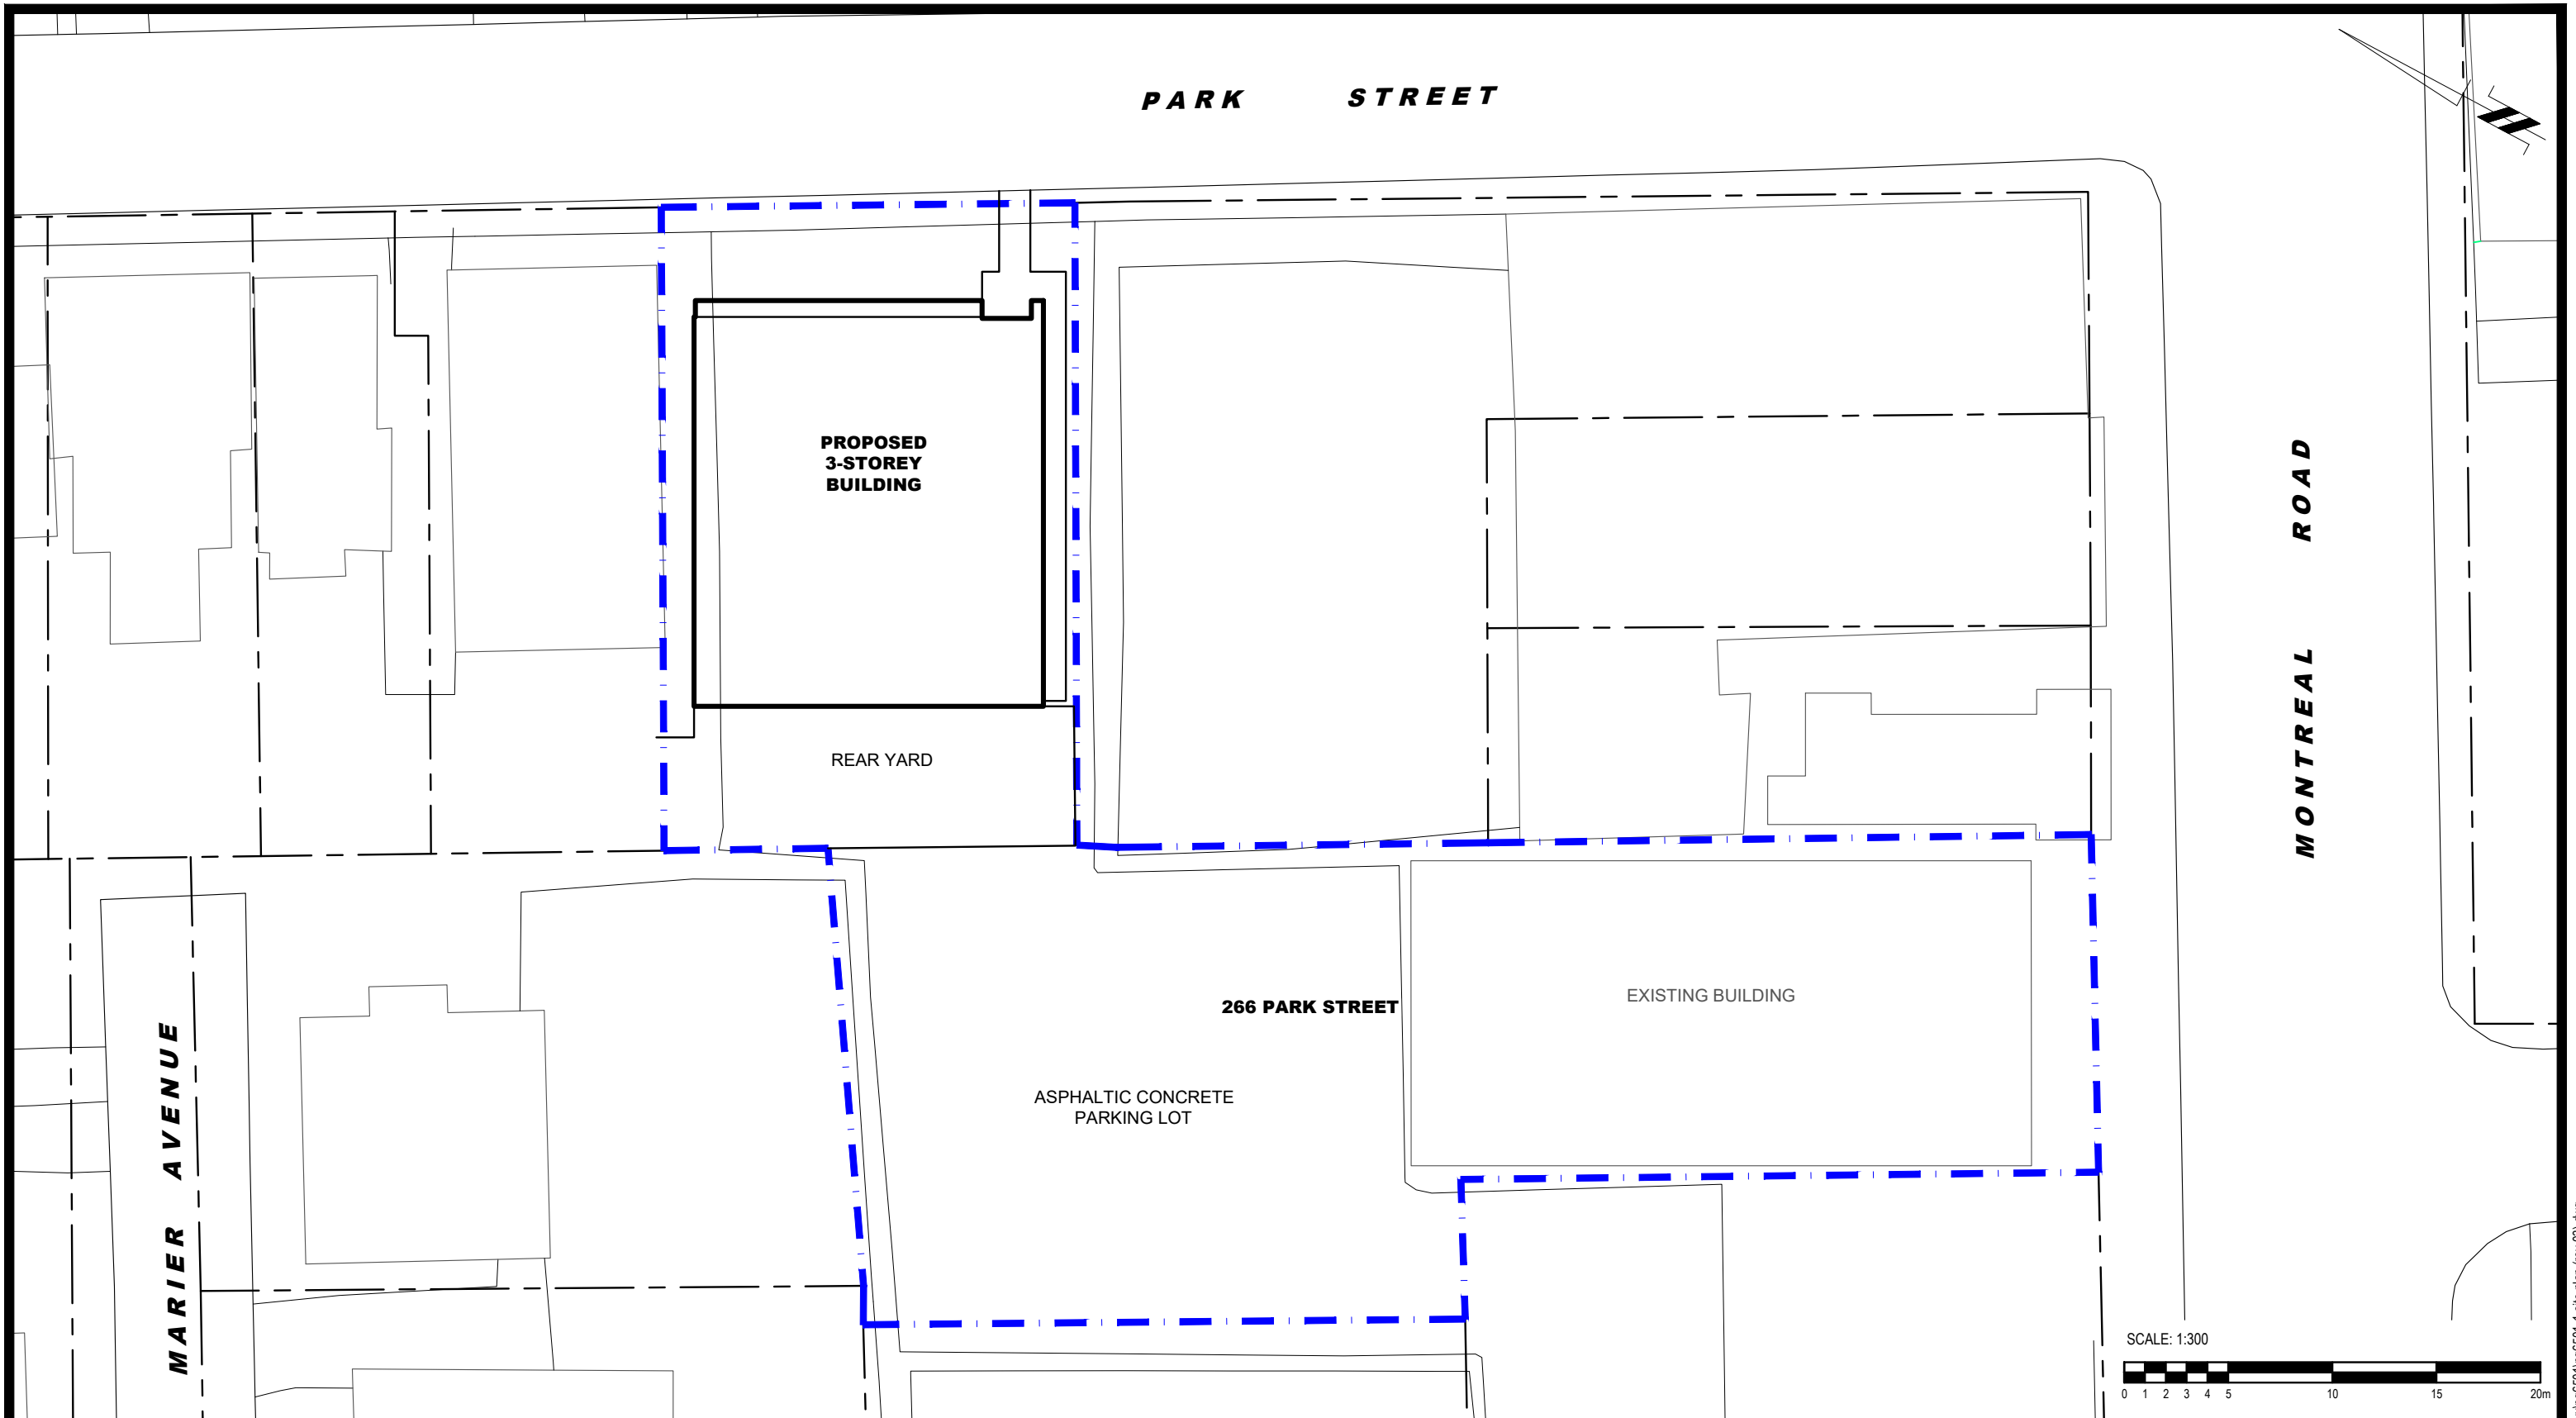 PARK STREET
PROPOSED
3-STOREY
BUILDING
REAR YARD
MONTREAL ROAD
266 PARK STREET
EXISTING BUILDING
ASPHALTIC CONCRETE
PARKING LOT
MARIER AVENUE
SCALE: 1:300
0 1 2 3 4 5 10 15 20m